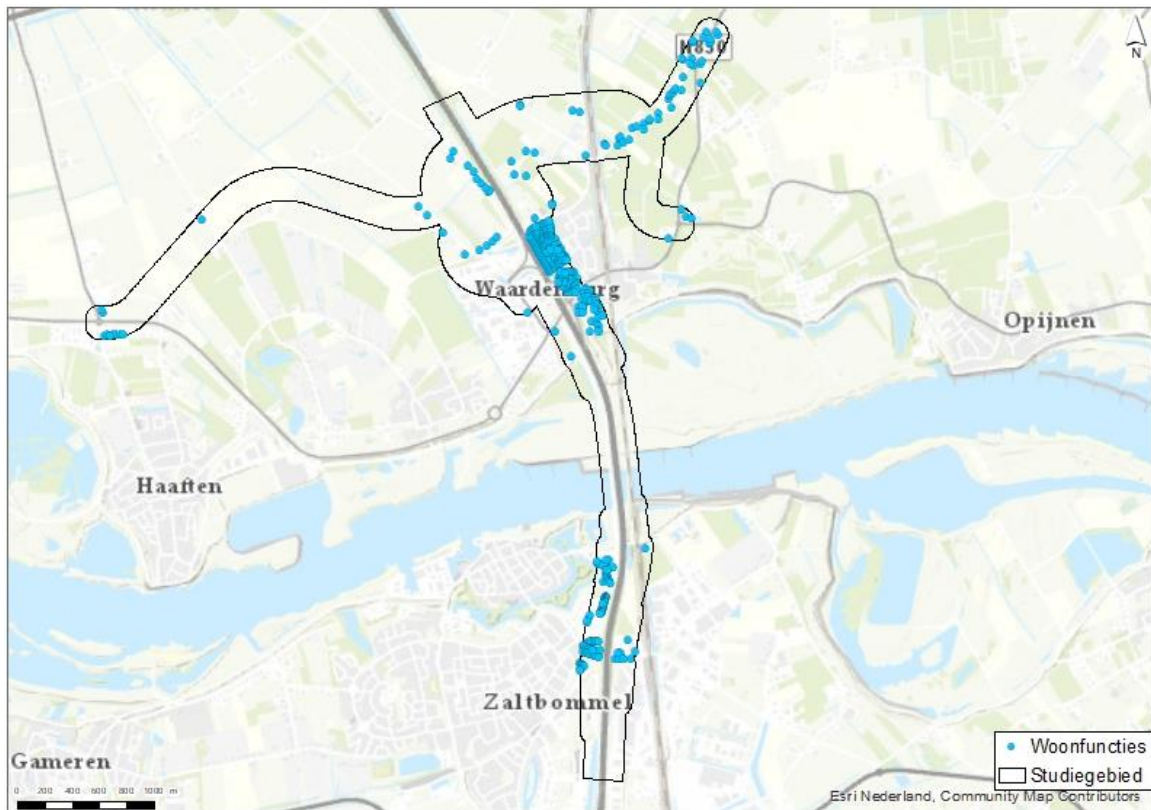 N830
N
Waardenburg
Opijnen
Haaften
Zaltbommel
Woonfuncties
Studiegebied
Gameren
0 200 400 600 800 1000 m
Esri Nederland, Community Map Contributors